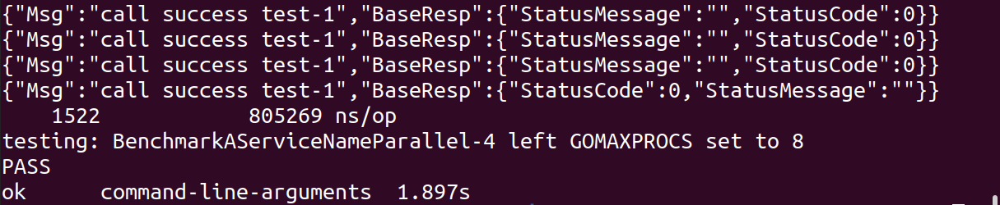 {"Msg":"call success test-1","BaseResp":{"StatusMessage":"","StatusCode":0}}
{"Msg":"call success test-1","BaseResp":{"StatusMessage":"","StatusCode":0}}
{"Msg":"call success test-1","BaseResp":{"StatusMessage":"","StatusCode":0}}
{"Msg":"call success test-1","BaseResp":{"StatusCode":0,"StatusMessage":""}}
    1522            805269 ns/op
testing: BenchmarkAServiceNameParallel-4 left GOMAXPROCS set to 8
PASS
ok      command-line-arguments  1.897s